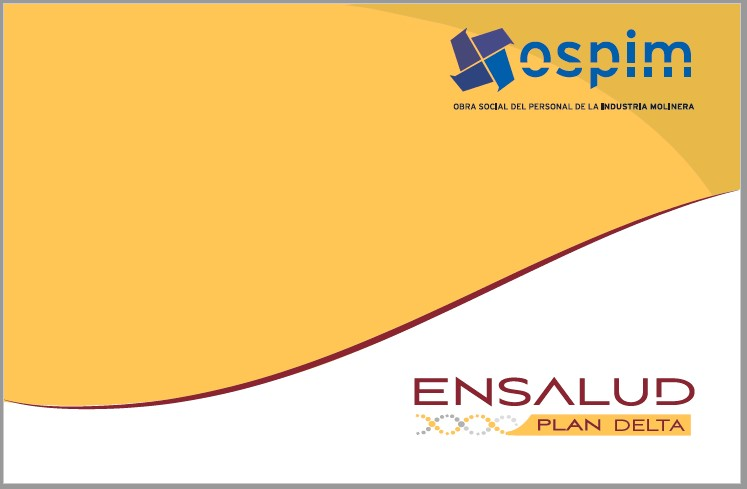 ospim
OBRA SOCIAL DEL PERSONAL DE LA INDUSTRIA MOLINERA
ENSALUD
PLAN DELTA